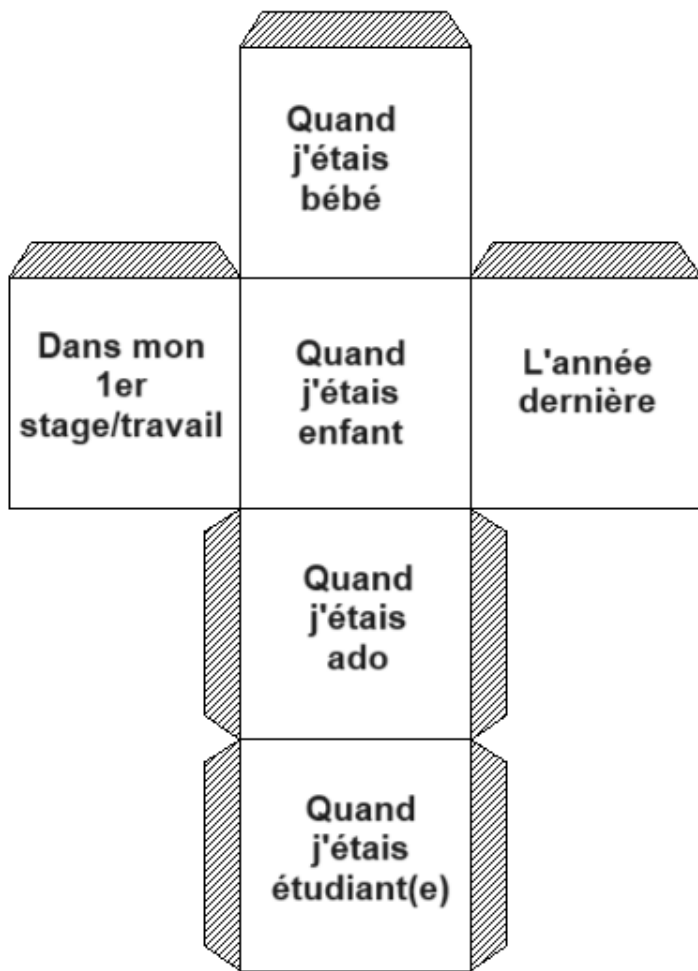 Quand
j'étais
bébé
Dans mon
1er
stage/travail
Quand
j'étais
enfant
L'année
dernière
Quand
j'étais
ado
Quand
j'étais
étudiant(e)